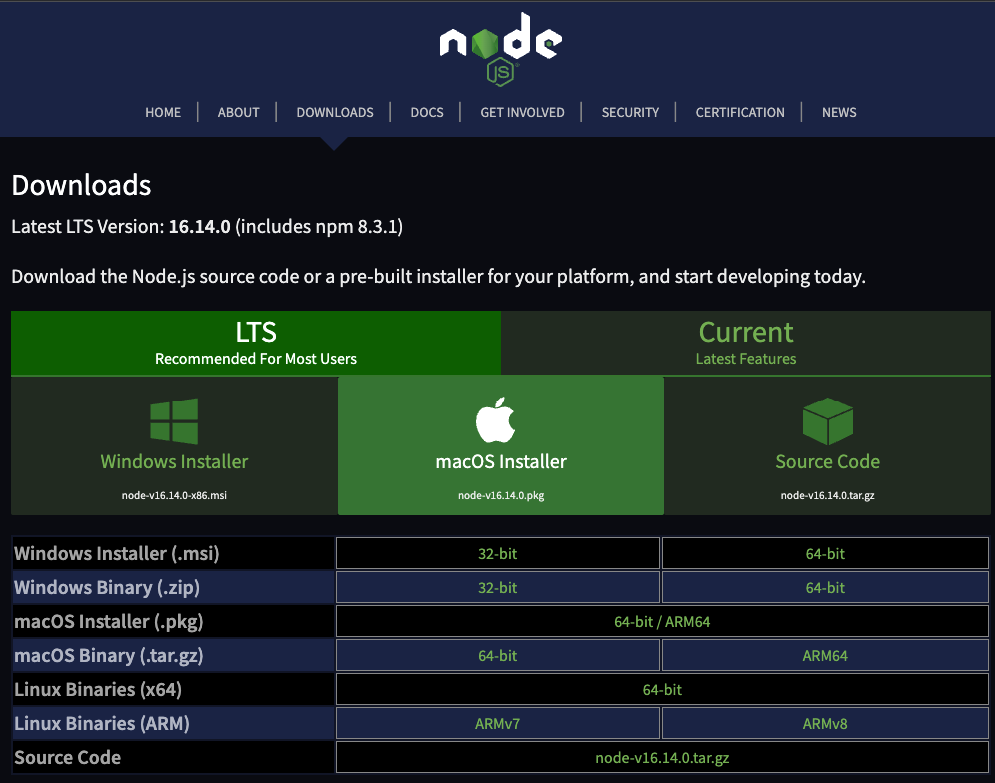 node
JS
HOME ABOUT DOWNLOADS DOCS GET INVOLVED SECURITY CERTIFICATION NEWS
Downloads
Latest LTS Version: 16.14.0 (includes npm 8.3.1)
Download the Node.js source code or a pre-built installer for your platform, and start developing today.
LTS
Recommended For Most Users
Current
Latest Features
Windows Installer
node-v16.14.0-x86.msi
macOS Installer
node-v16.14.0.pkg
Source Code
node-v16.14.0.tar.gz
Windows Installer (.msi) 32-bit 64-bit
Windows Binary (.zip) 32-bit 64-bit
macOS Installer (.pkg) 64-bit / ARM64
macOS Binary (.tar.gz) 64-bit ARM64
Linux Binaries (x64) 64-bit
Linux Binaries (ARM) ARMv7 ARMv8
Source Code node-v16.14.0.tar.gz